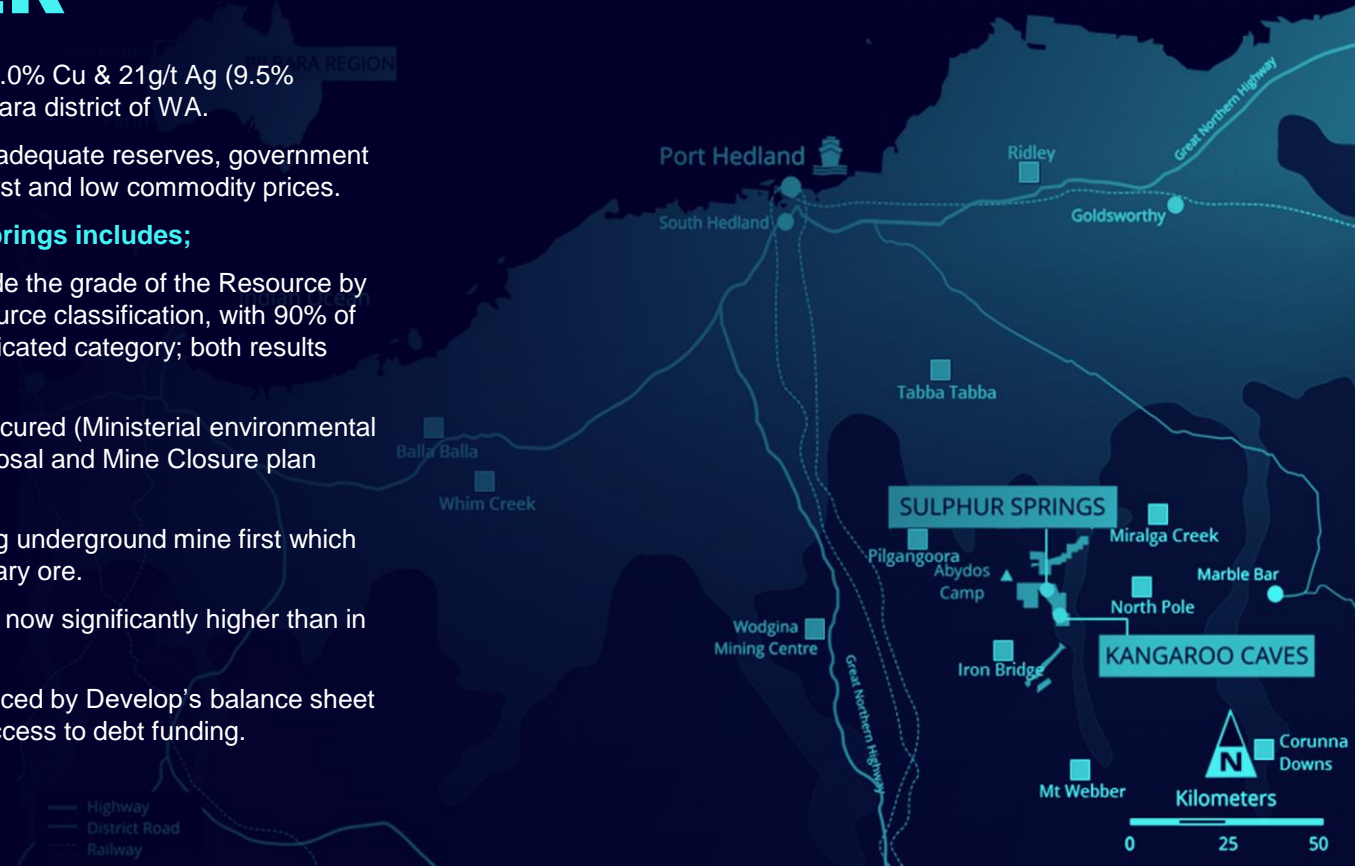 .0% Cu & 21g/t Ag (9.5%
ara district of WA.
adequate reserves, government
st and low commodity prices.
prings includes;
de the grade of the Resource by
urce classification, with 90% of
icated category; both results
cured (Ministerial environmental
osal and Mine Closure plan
g underground mine first which
ary ore.
now significantly higher than in
ced by Develop’s balance sheet
ccess to debt funding.
PILBARA REGION
Indian Ocean
Port Hedland
South Hedland
Ridley
Great Northern Highway
Goldsworthy
Tabba Tabba
Balla Balla
Whim Creek
SULPHUR SPRINGS
Pilgangoora
Abydos
Camp
Miralga Creek
Marble Bar
North Pole
Wodgina
Mining Centre
Iron Bridge
KANGAROO CAVES
Great Northern Highway
Mt Webber
N
Corunna
Downs
Kilometers
0 25 50
Highway
District Road
Railway